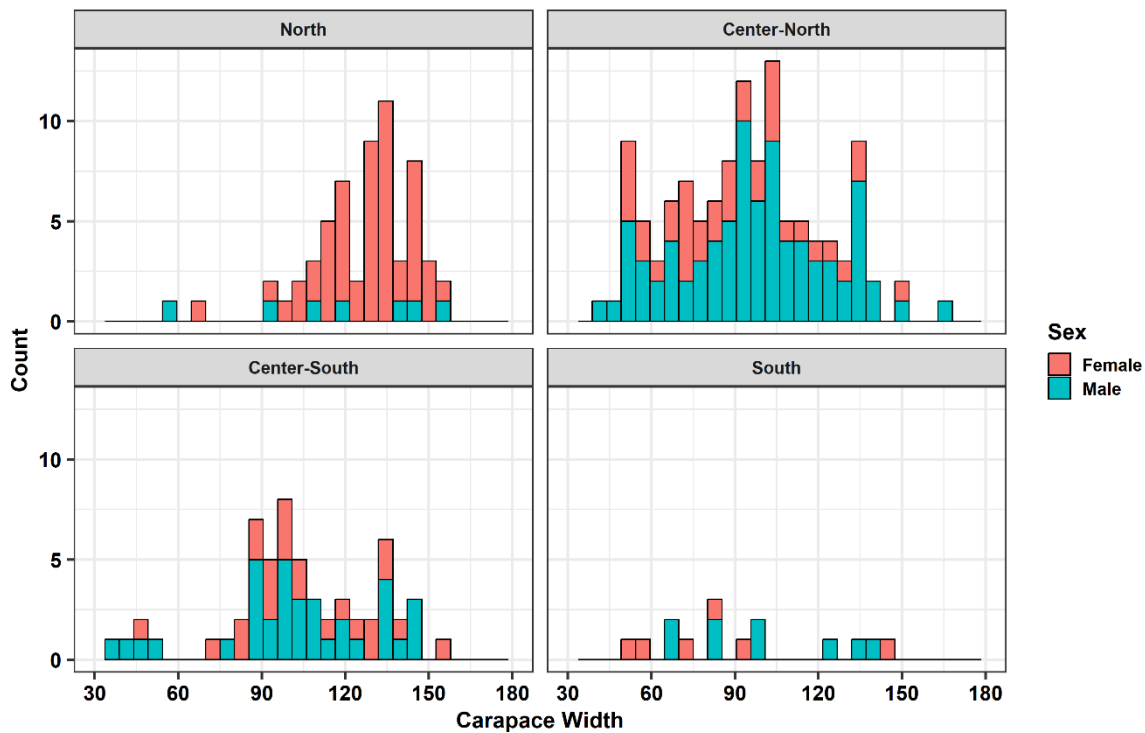 North
Center-North
10
5
0
Center-South
South
10
5
0
30 60 90 120 150 180
30 60 90 120 150 180
Count
Carapace Width
Sex
Female
Male